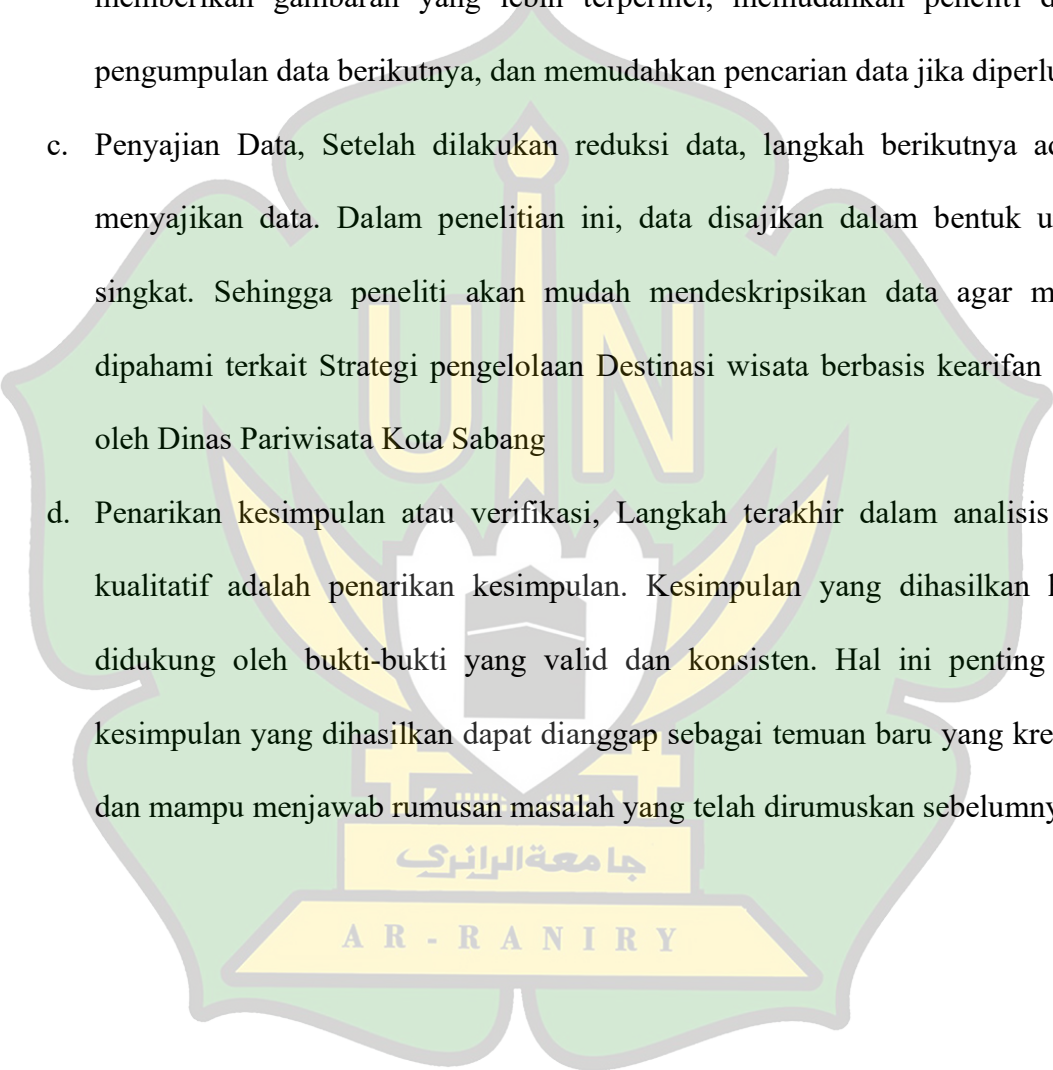 memberikan gambaran yang lebih terperinci, memudahkan peneliti
pengumpulan data berikutnya, dan memudahkan pencarian data jika
c. Penyajian Data, Setelah dilakukan reduksi data, langkah berikutnya
menyajikan data. Dalam penelitian ini, data disajikan dalam bentuk
singkat. Sehingga peneliti akan mudah mendeskripsikan data agar
dipahami terkait Strategi pengelolaan Destinasi wisata berbasis kearifan
oleh Dinas Pariwisata Kota Sabang
d. Penarikan kesimpulan atau verifikasi, Langkah terakhir dalam analisis
kualitatif adalah penarikan kesimpulan. Kesimpulan yang dihasilkan
didukung oleh bukti-bukti yang valid dan konsisten. Hal ini penting
kesimpulan yang dihasilkan dapat dianggap sebagai temuan baru yang
dan mampu menjawab rumusan masalah yang telah dirumuskan
UIN
جامعة الرانري
AR-RANIRY